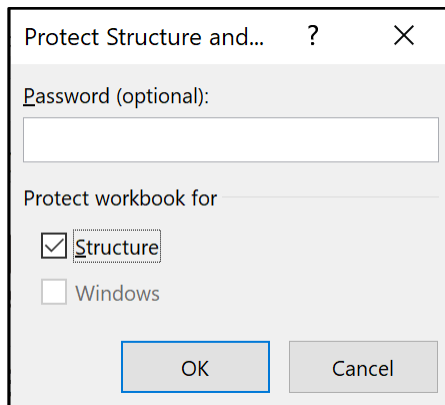 Protect Structure and... ?
Password (optional):
Protect workbook for
Structure
Windows
OK Cancel